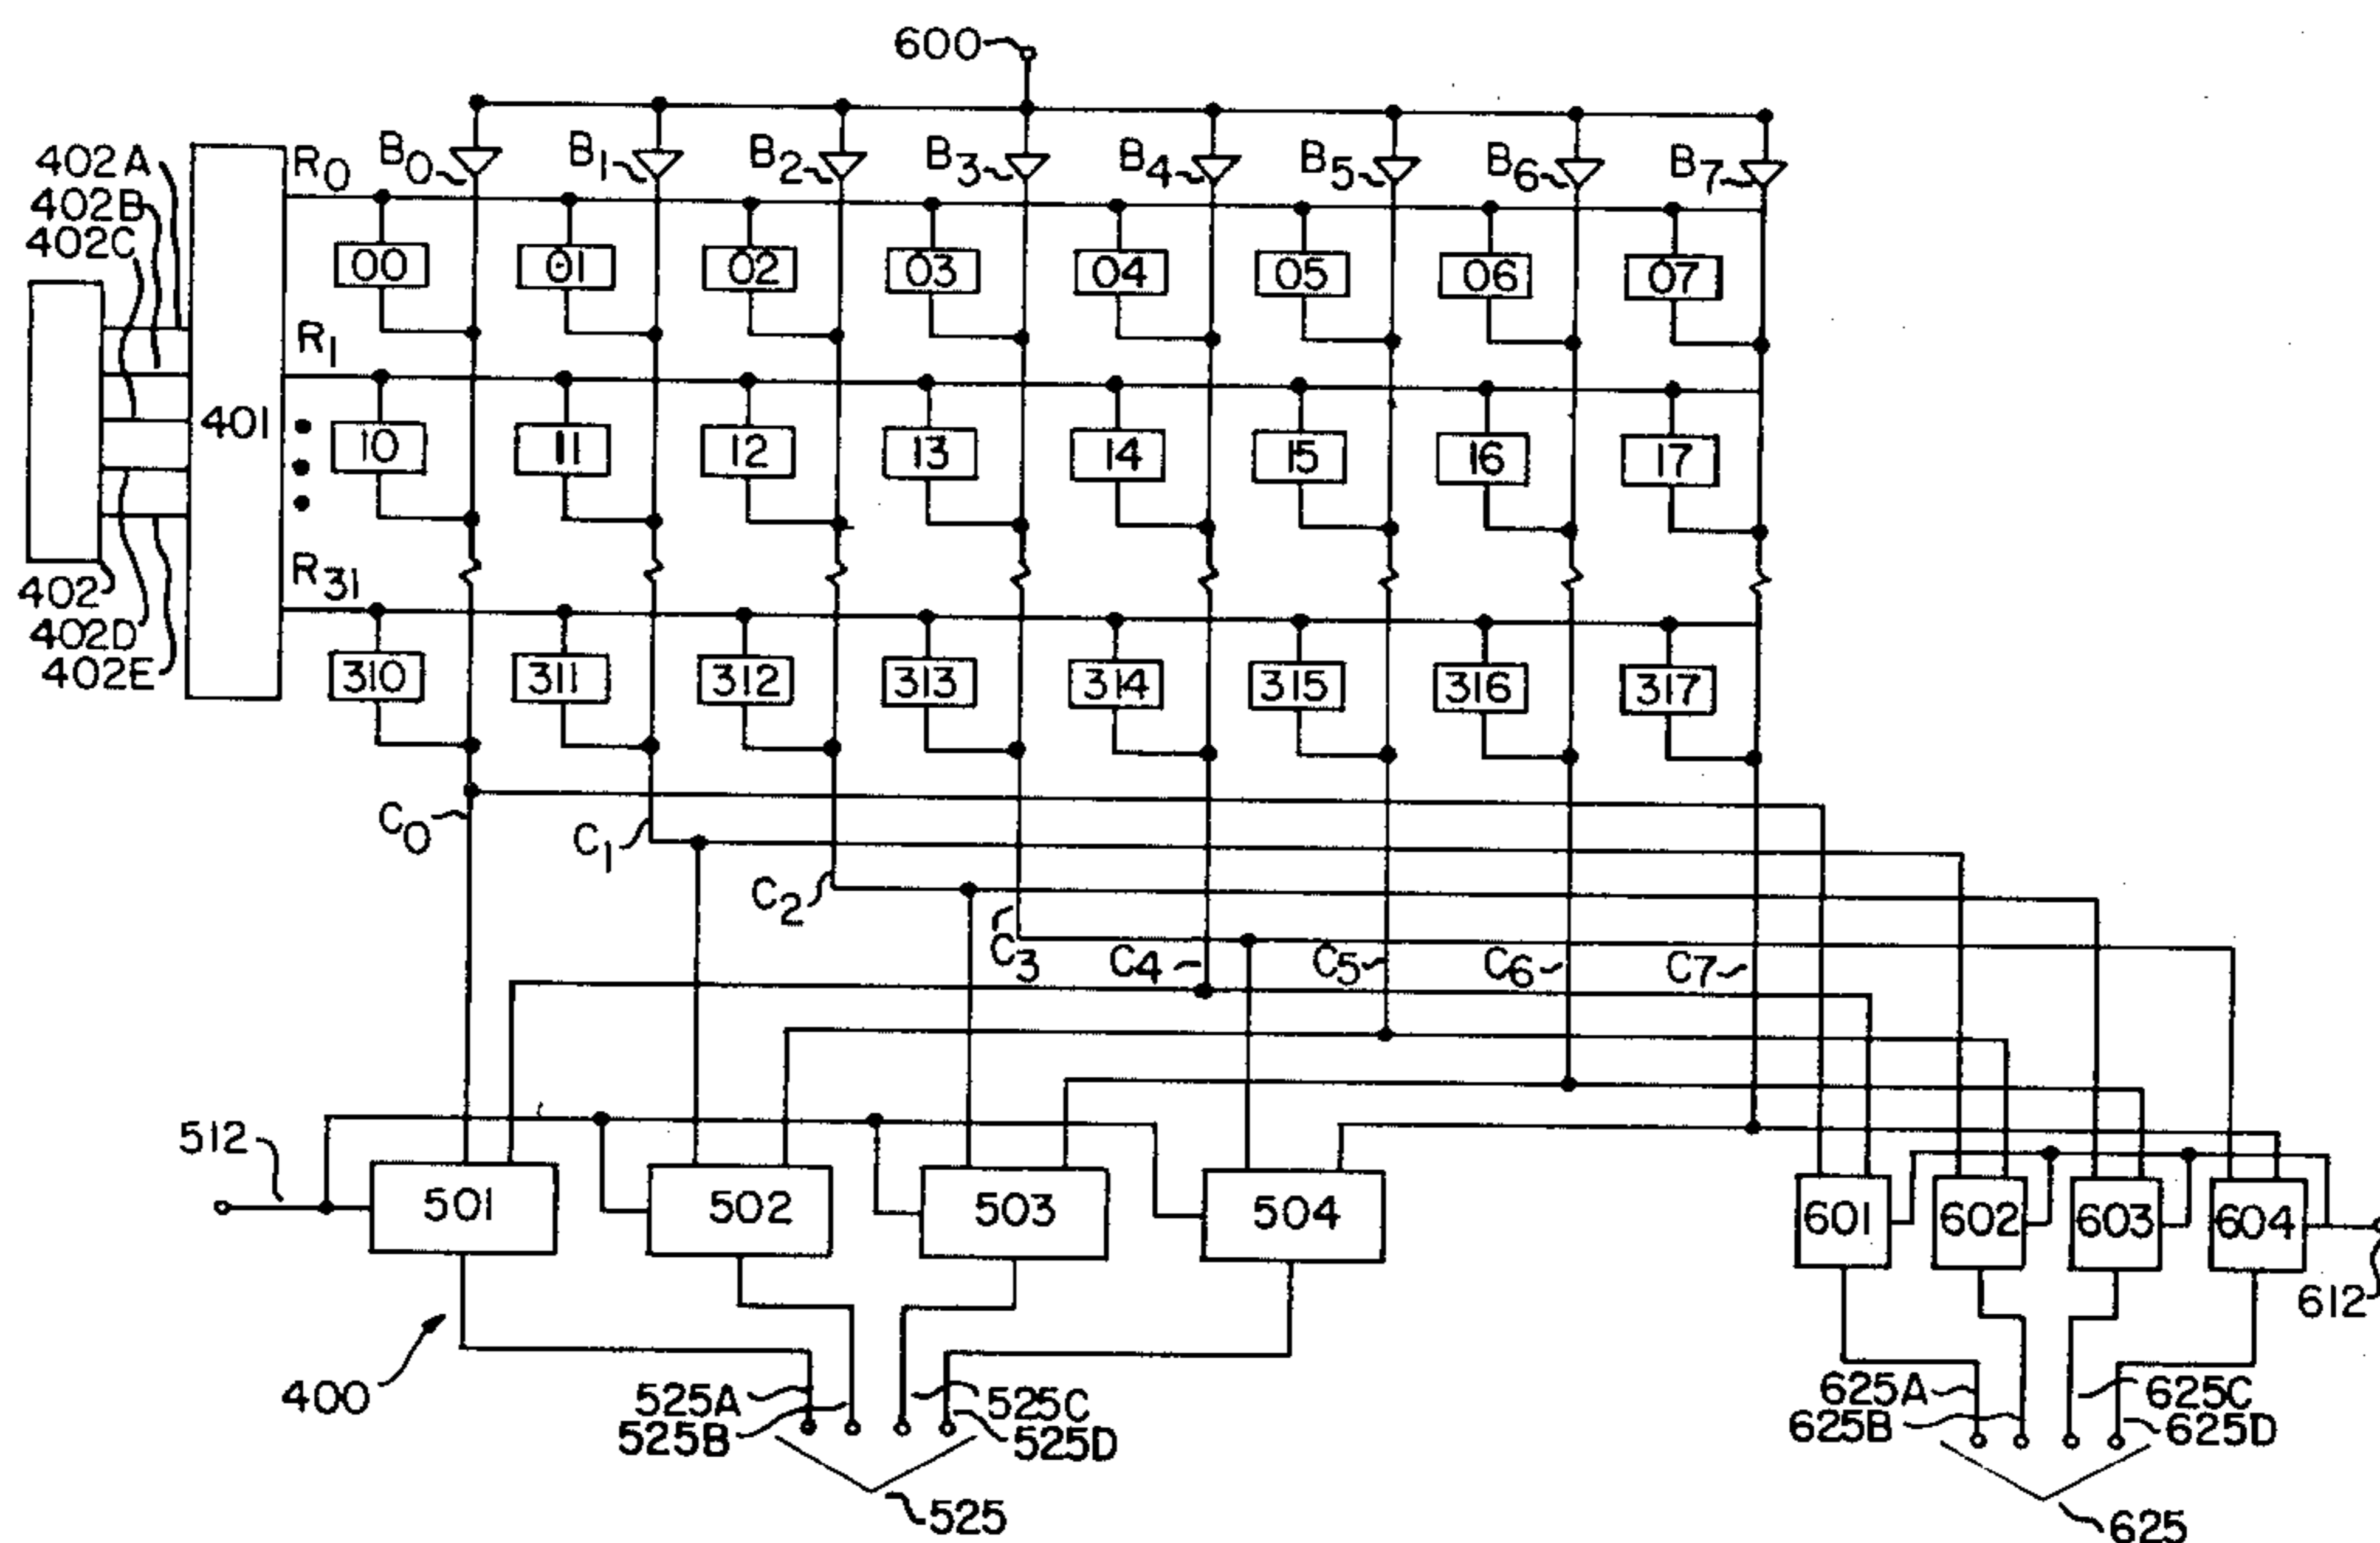 600
402A
402B
402C
R0 B0 B1 B2 B3 B4 B5 B6 B7
00 01 02 03 04 05 06 07
R1
401
10 11 12 13 14 15 16 17
R31
402
402D
402E
310 311 312 313 314 315 316 317
C0
C1
C2
C3 C4 C5 C6 C7
512
501 502 503 504 601 602 603 604
612
400
525A 525C 625A 625C
525B 525D 625B 625D
525 625